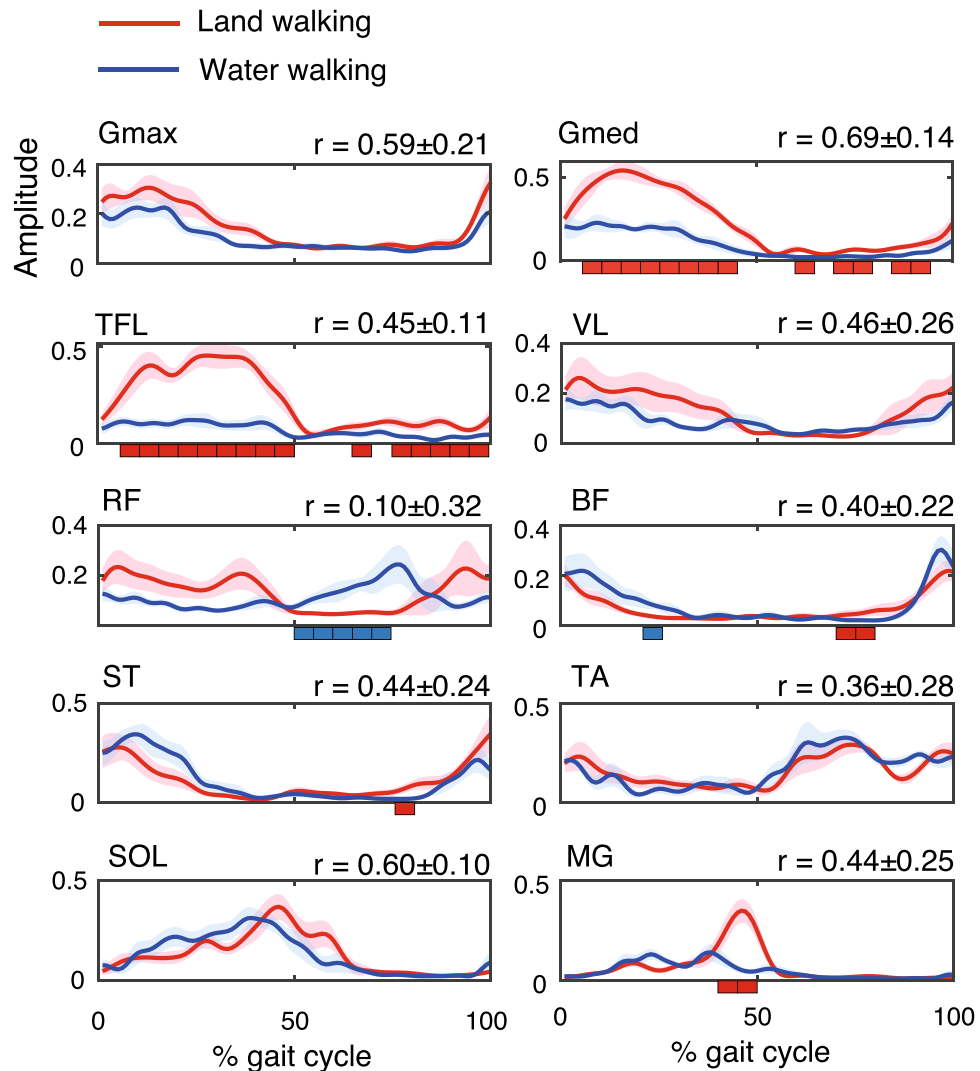 Land walking
Water walking
Amplitude
Gmax
r = 0.59±0.21
0.4
0.2
0
Gmed
r = 0.69±0.14
0.5
0
TFL
r = 0.45±0.11
0.5
0
VL
r = 0.46±0.26
0.4
0.2
0
RF
r = 0.10±0.32
0.4
0.2
BF
r = 0.40±0.22
0.4
0.2
0
ST
r = 0.44±0.24
0.5
0
TA
r = 0.36±0.28
0.5
0
SOL
r = 0.60±0.10
0.5
0
0 50 100
% gait cycle
MG
r = 0.44±0.25
0.5
0
0 50 100
% gait cycle